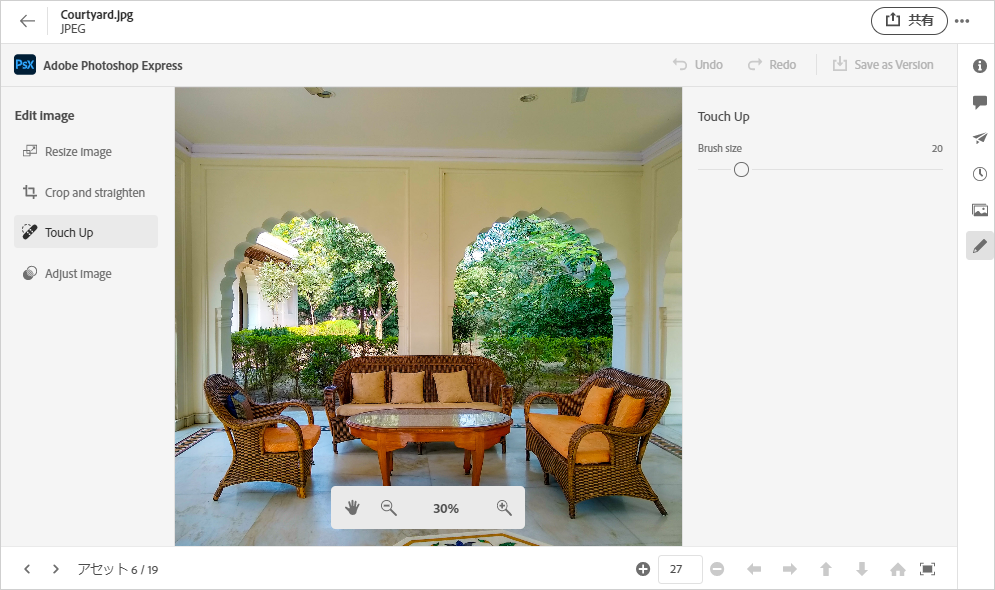 Courtyard.jpg
JPEG
共有
PsX
Adobe Photoshop Express
Undo
Redo
Save as Version
Edit image
Resize image
Crop and straighten
Touch Up
Adjust image
Touch Up
Brush size
20
30%
アセット 6 / 19
27